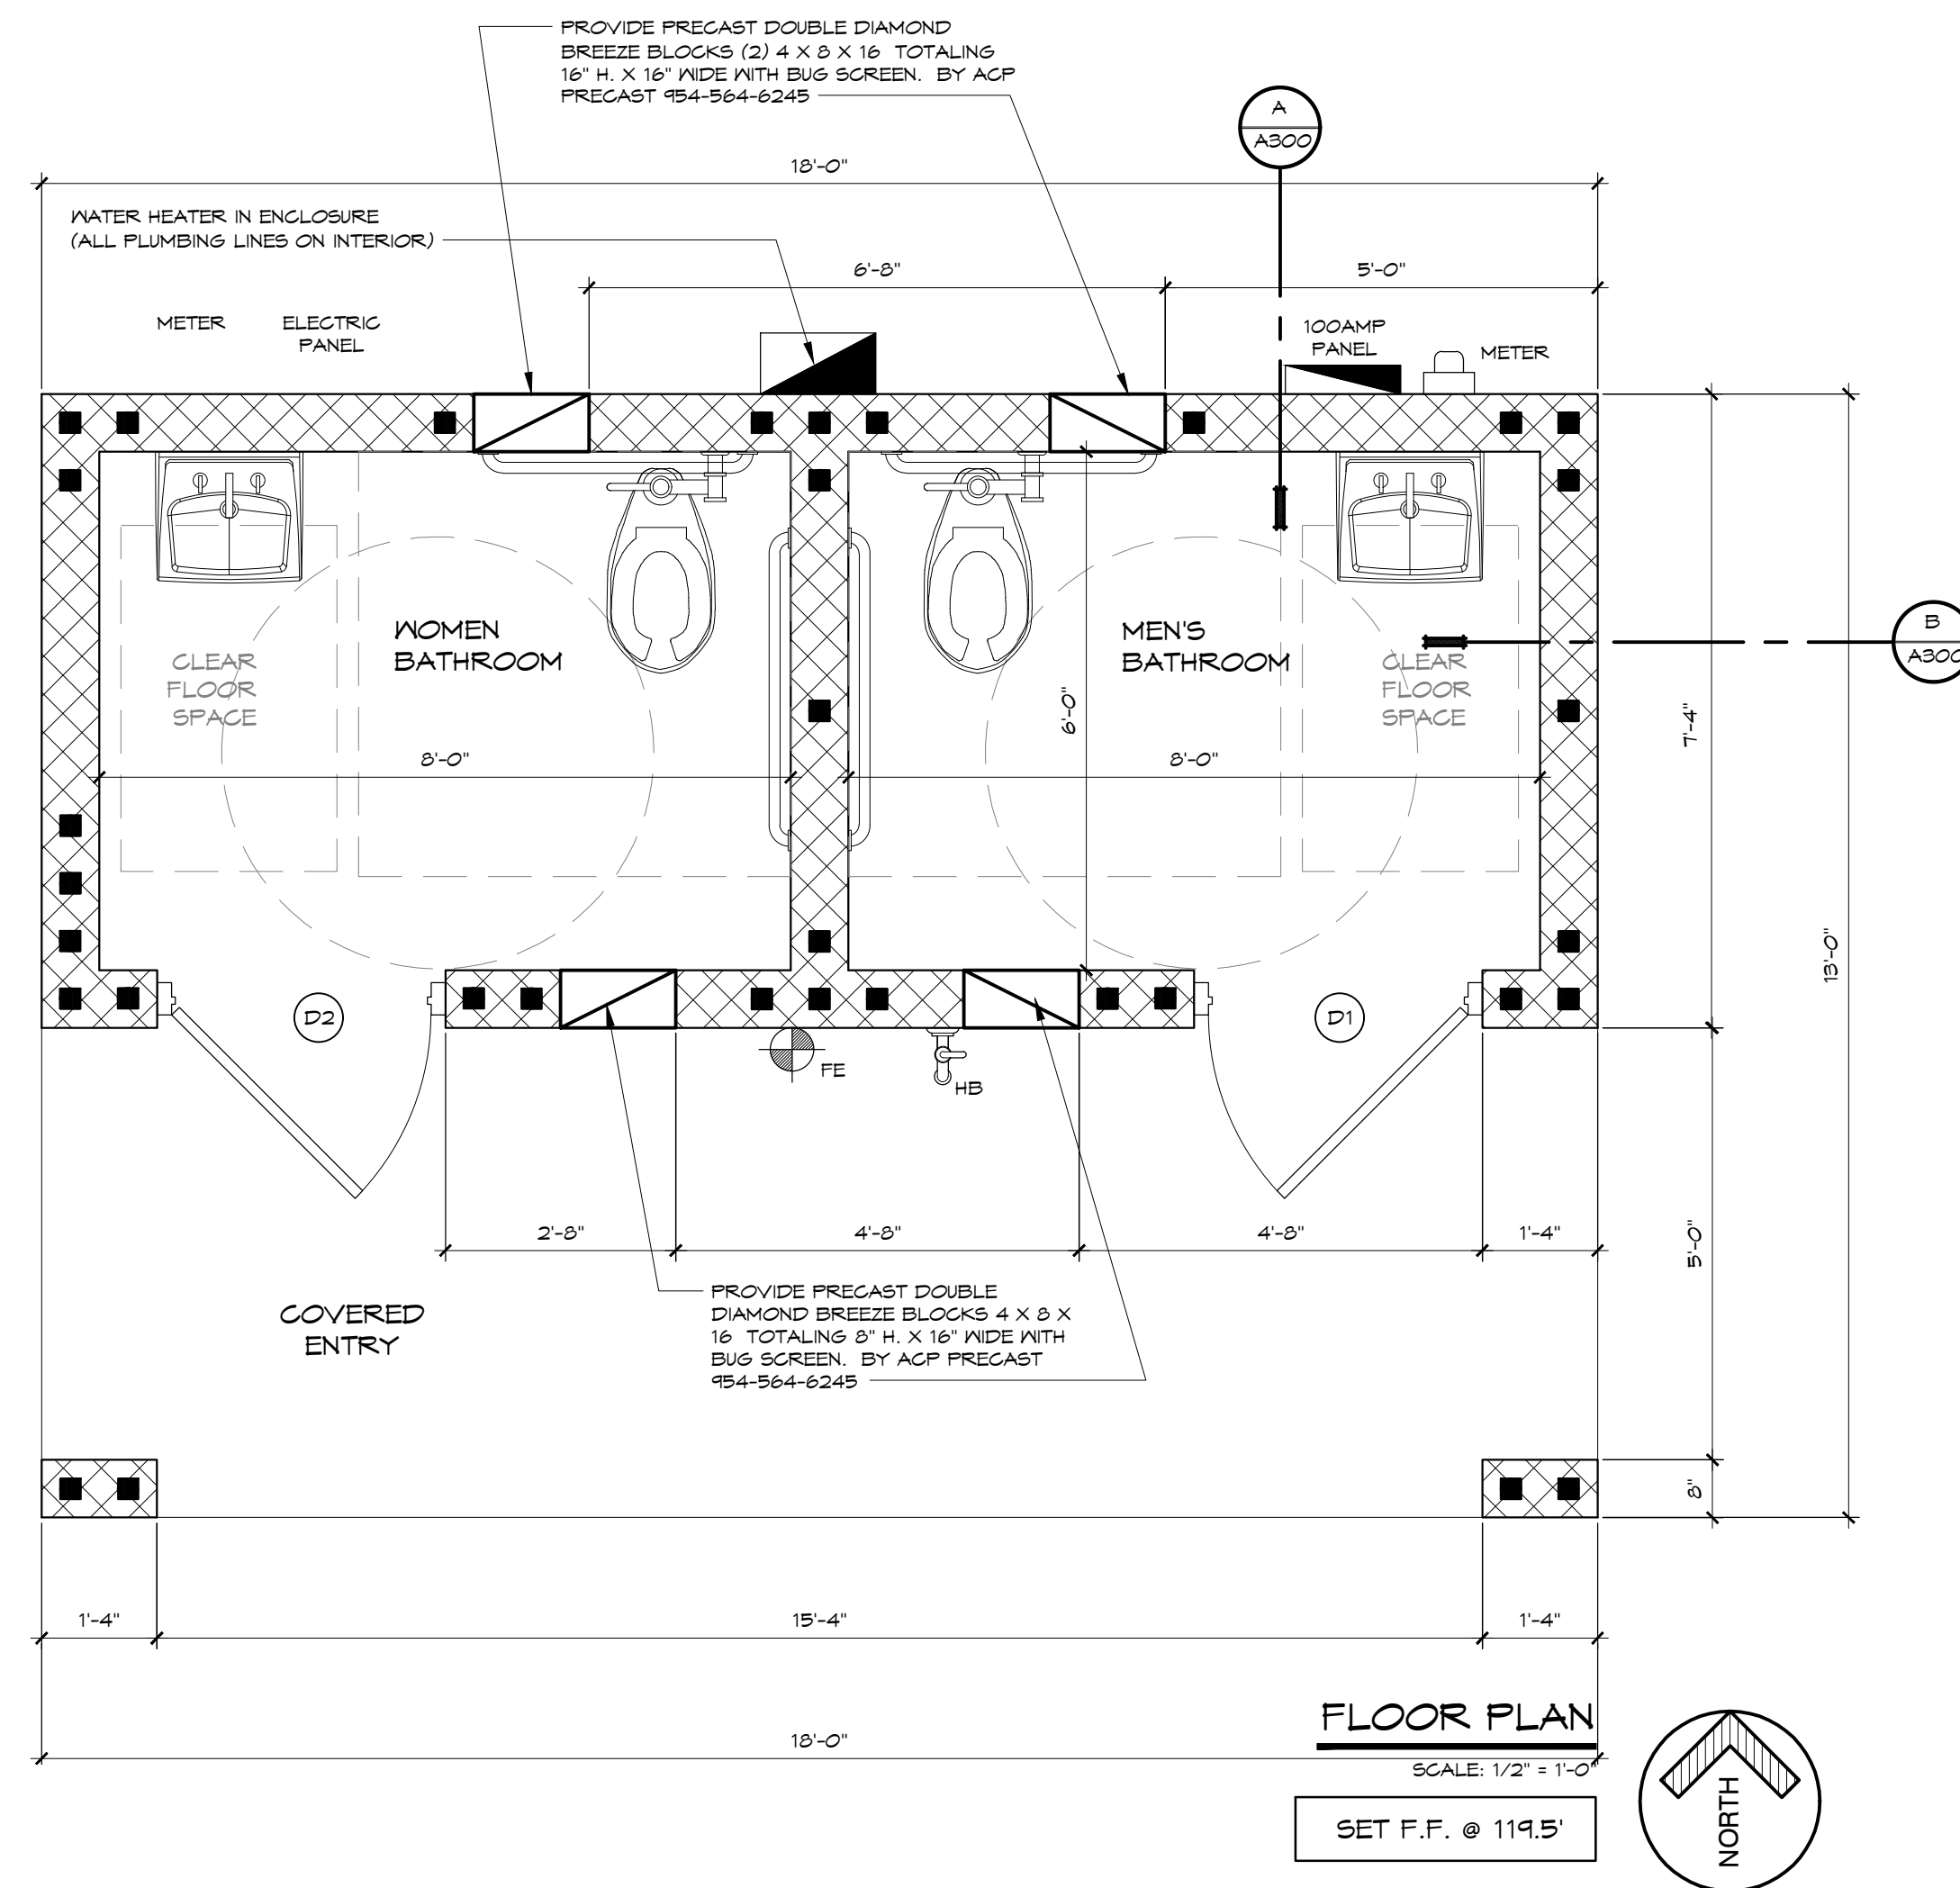 PROVIDE PRECAST DOUBLE DIAMOND
BREEZE BLOCKS (2) 4 X 8 X 16 TOTALING
16" H. X 16" WIDE WITH BUG SCREEN. BY ACP
PRECAST 954-564-6245
A
A300
18'-0"
WATER HEATER IN ENCLOSURE
(ALL PLUMBING LINES ON INTERIOR)
6'-8"
5'-0"
METER
ELECTRIC
PANEL
100AMP
PANEL
METER
WOMEN
BATHROOM
MEN'S
BATHROOM
CLEAR
FLOOR
SPACE
CLEAR
FLOOR
SPACE
B
A300
6'-0"
7'-4"
8'-0"
8'-0"
13'-0"
D2
D1
FE
HB
2'-8"
4'-8"
4'-8"
1'-4"
5'-0"
PROVIDE PRECAST DOUBLE
DIAMOND BREEZE BLOCKS 4 X 8 X
16 TOTALING 8" H. X 16" WIDE WITH
BUG SCREEN. BY ACP PRECAST
954-564-6245
COVERED
ENTRY
8"
1'-4"
15'-4"
1'-4"
18'-0"
FLOOR PLAN
SCALE: 1/2" = 1'-0"
SET F.F. @ 119.5'
NORTH